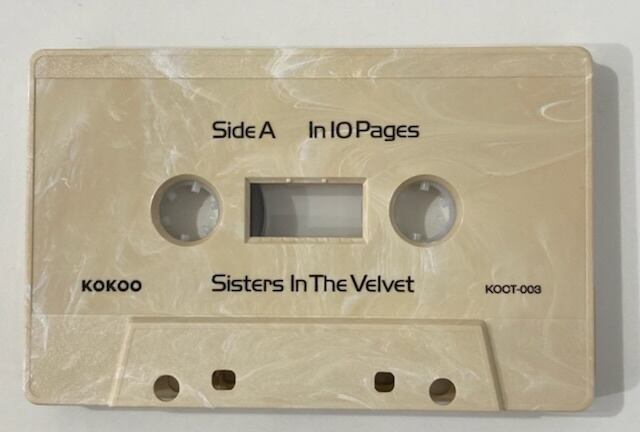 Side A In 10 Pages
KOKOO Sisters In The Velvet KOCT-003